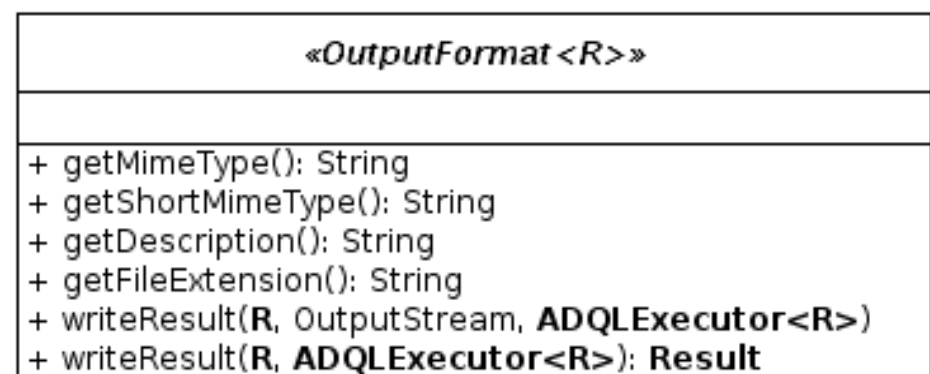 «OutputFormat<R>»
+ getMimeType(): String
+ getShortMimeType(): String
+ getDescription(): String
+ getFileExtension(): String
+ writeResult(R, OutputStream, ADQLExecutor<R>)
+ writeResult(R, ADQLExecutor<R>): Result